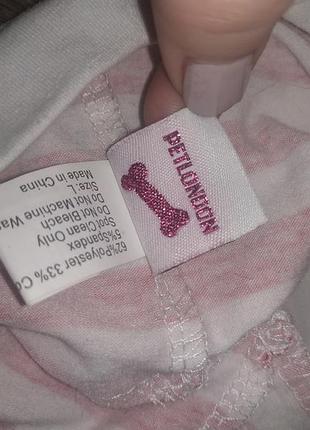 PETLONDON
62%Polyester 33% Co
5%Spandex
Spot Clean Only
Do Not Bleach
Do Not Machine Wa
Size: L
Made in China